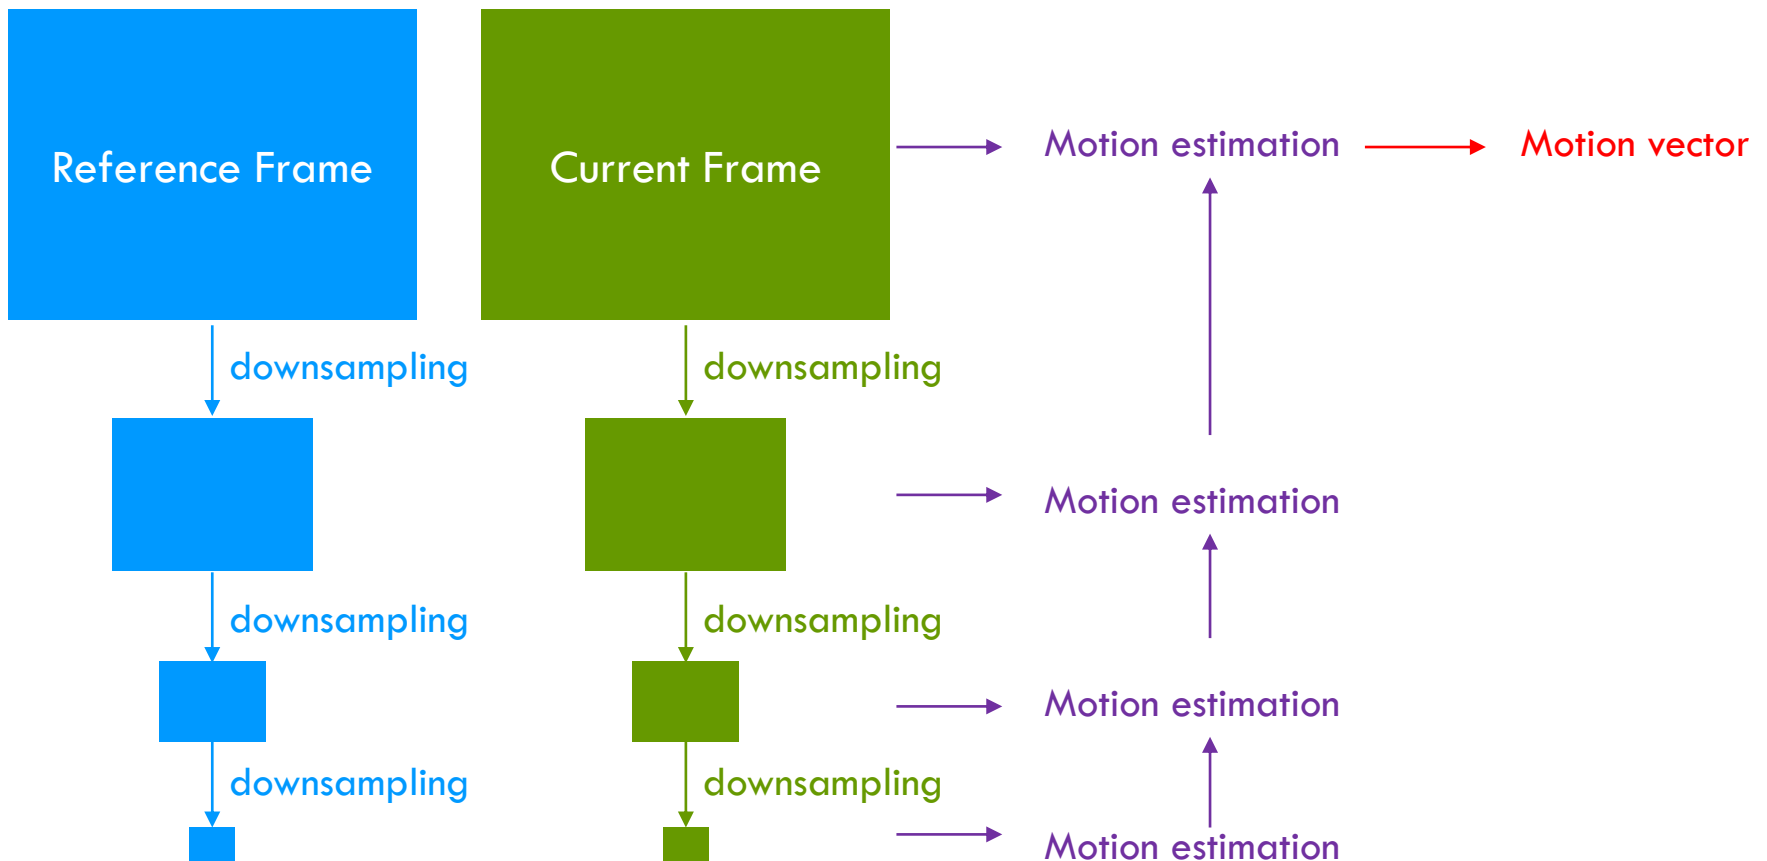 Reference Frame
Current Frame
Motion estimation
Motion vector
downsampling
downsampling
Motion estimation
downsampling
downsampling
Motion estimation
downsampling
downsampling
Motion estimation